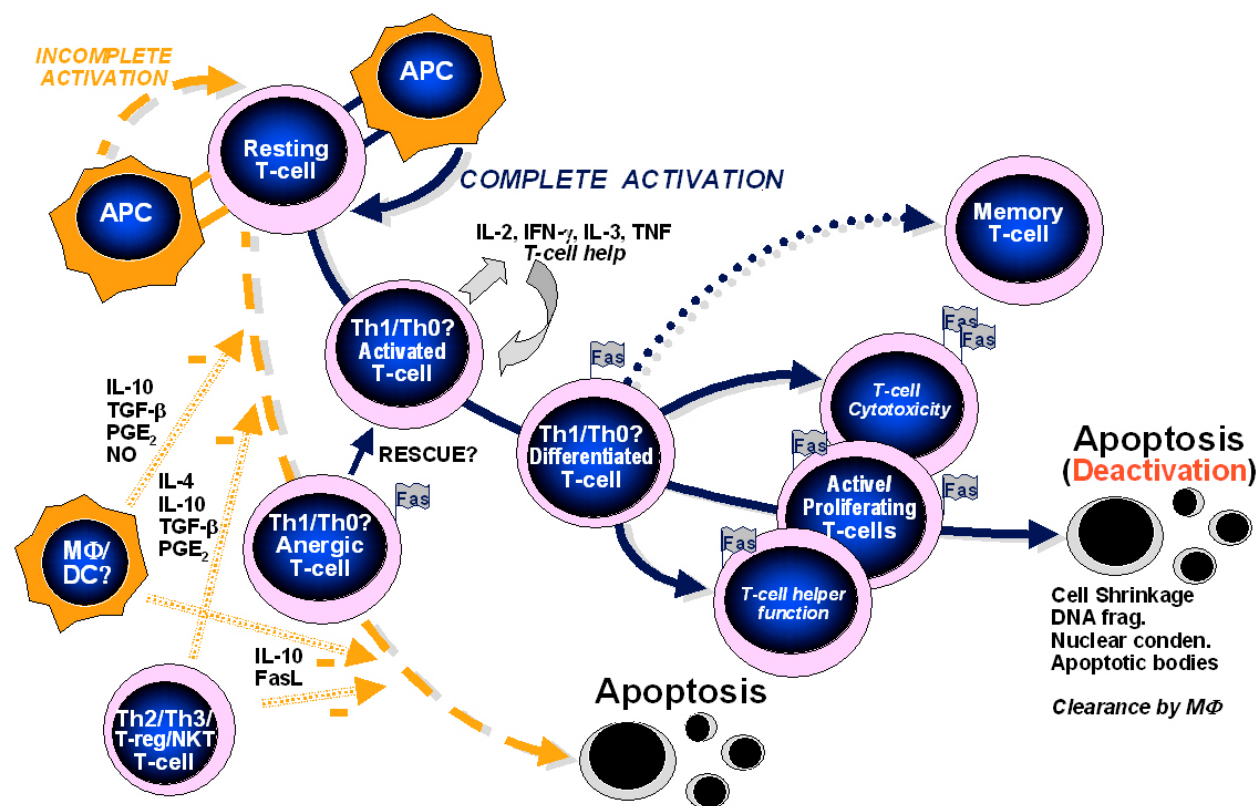 INCOMPLETE
ACTIVATION
APC
Resting
T-cell
APC
COMPLETE ACTIVATION
Memory
T-cell
IL-2, IFN-γ, IL-3, TNF
T-cell help
Th1/Th0?
Activated
T-cell
Fas
Fas
Fas
T-cell
Cytotoxicity
IL-10
TGF-β
PGE2
NO
–
–
RESCUE?
Th1/Th0?
Differentiated
T-cell
Fas
Fas
Active/
Proliferating
T-cells
Apoptosis
(Deactivation)
IL-4
IL-10
TGF-β
PGE2
Fas
Th1/Th0?
Anergic
T-cell
MΦ/
DC?
Fas
T-cell helper
function
Cell Shrinkage
DNA frag.
Nuclear conden.
Apoptotic bodies
Clearance by MΦ
IL-10
FasL
–
–
Th2/Th3/
T-reg/NKT
T-cell
Apoptosis